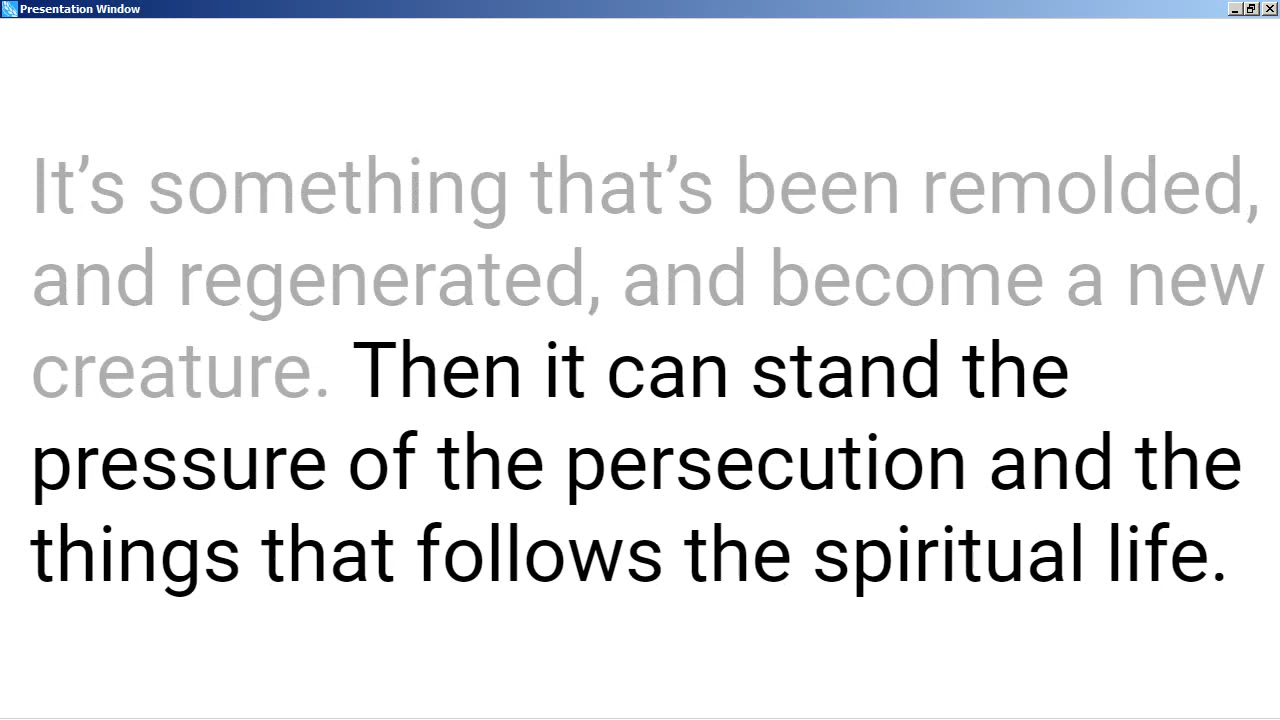 Presentation Window
It’s something that’s been remolded,
and regenerated, and become a new
creature. Then it can stand the
pressure of the persecution and the
things that follows the spiritual life.